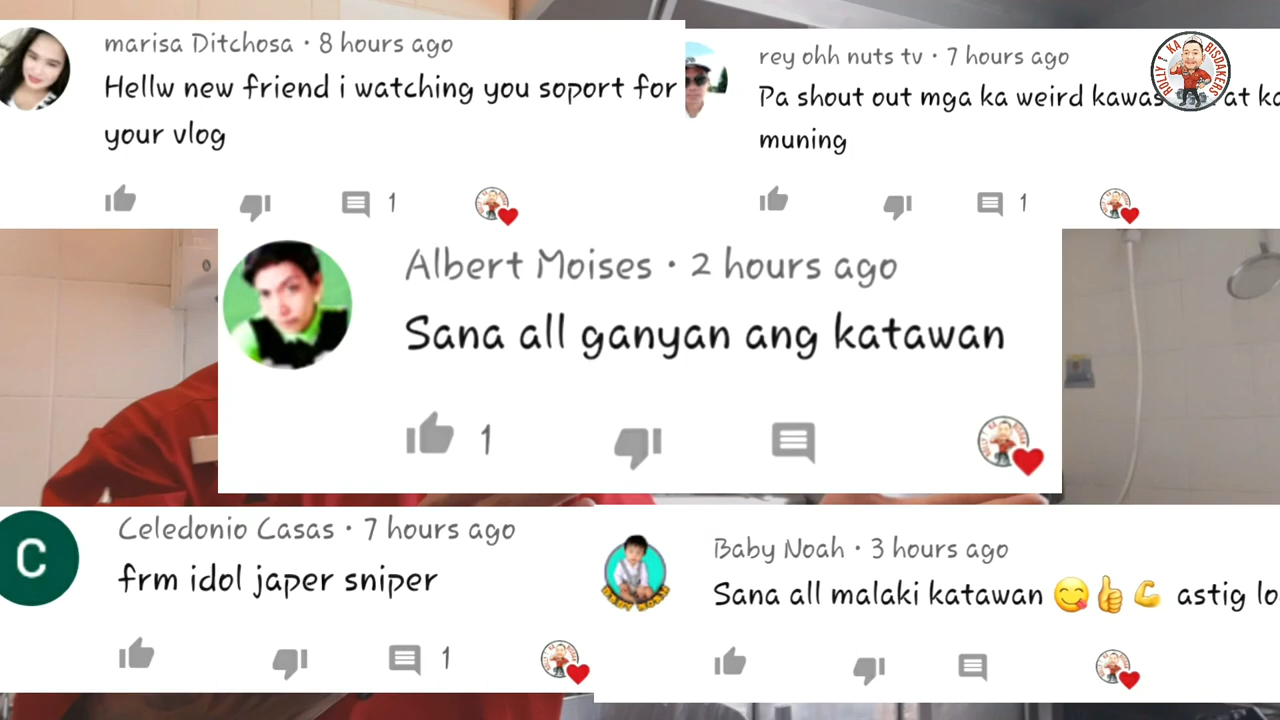 marisa Ditchosa · 8 hours ago
Hellw new friend i watching you soport for
your vlog
1
rey ohh nuts tv · 7 hours ago
Pa shout out mga ka weird
muning
1
ROLLY T KA BISDAKERS
Albert Moises · 2 hours ago
Sana all ganyan ang katawan
1
Celedonio Casas · 7 hours ago
frm idol japer sniper
1
C
Baby Noah · 3 hours ago
Sana all malaki katawan 😋👍💪 astig